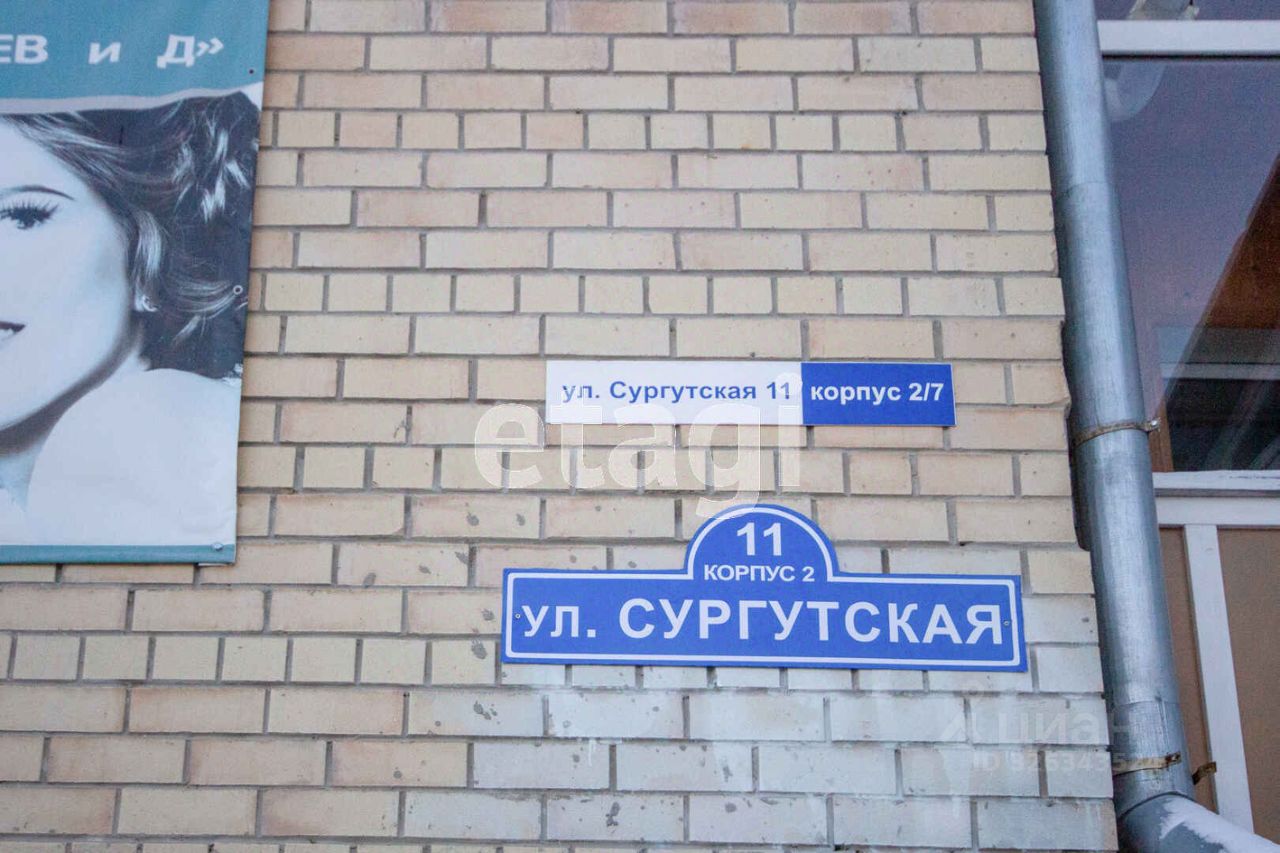 ЕВ и Д»
ул. Сургутская 11 корпус 2/7
etagi
11
КОРПУС 2
УЛ. СУРГУТСКАЯ
циан